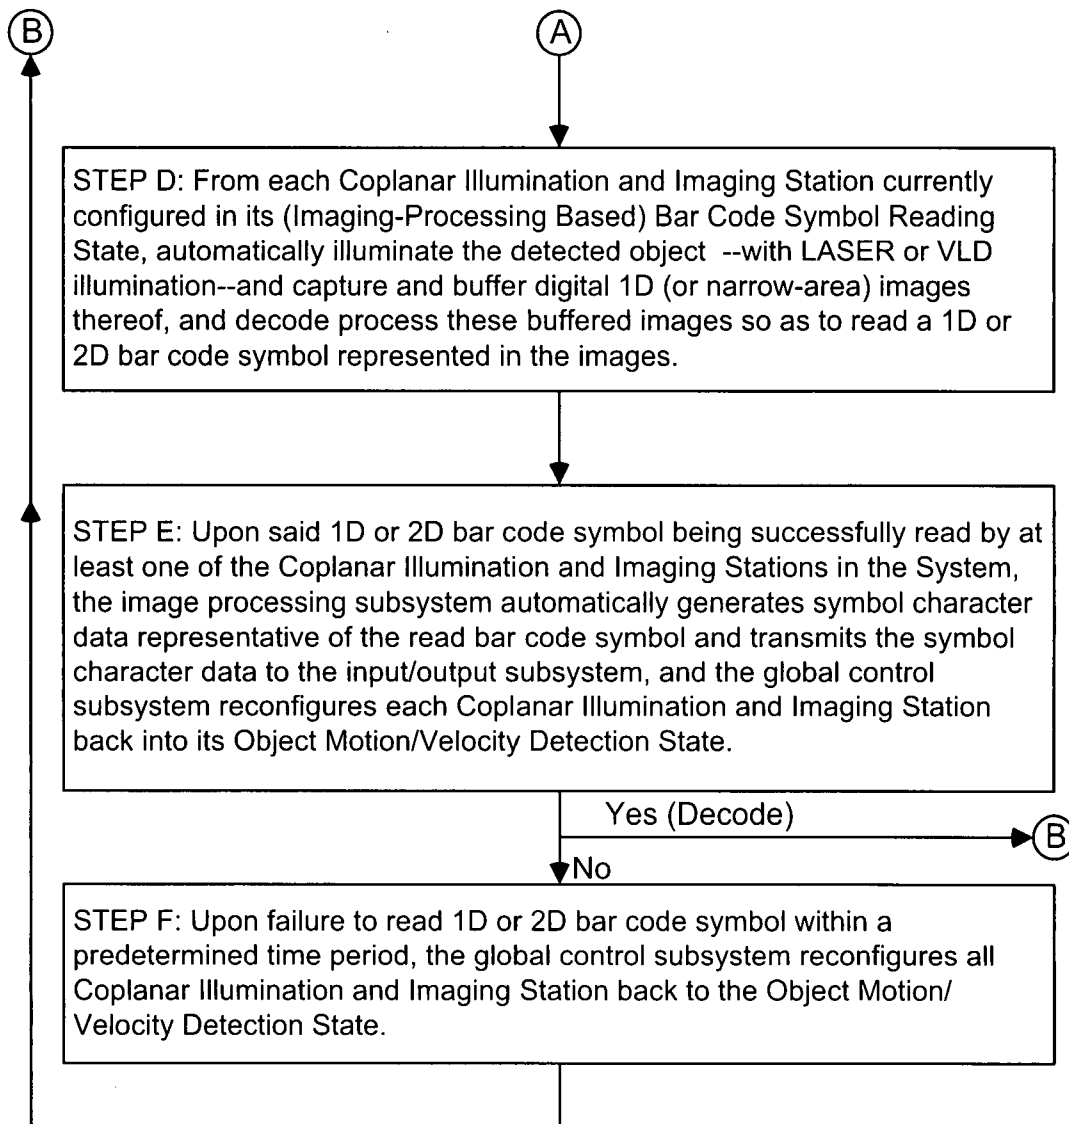 B
A
STEP D: From each Coplanar Illumination and Imaging Station currently
configured in its (Imaging-Processing Based) Bar Code Symbol Reading
State, automatically illuminate the detected object --with LASER or VLD
illumination--and capture and buffer digital 1D (or narrow-area) images
thereof, and decode process these buffered images so as to read a 1D or
2D bar code symbol represented in the images.
STEP E: Upon said 1D or 2D bar code symbol being successfully read by at
least one of the Coplanar Illumination and Imaging Stations in the System,
the image processing subsystem automatically generates symbol character
data representative of the read bar code symbol and transmits the symbol
character data to the input/output subsystem, and the global control
subsystem reconfigures each Coplanar Illumination and Imaging Station
back into its Object Motion/Velocity Detection State.
Yes (Decode)
B
No
STEP F: Upon failure to read 1D or 2D bar code symbol within a
predetermined time period, the global control subsystem reconfigures all
Coplanar Illumination and Imaging Station back to the Object Motion/
Velocity Detection State.